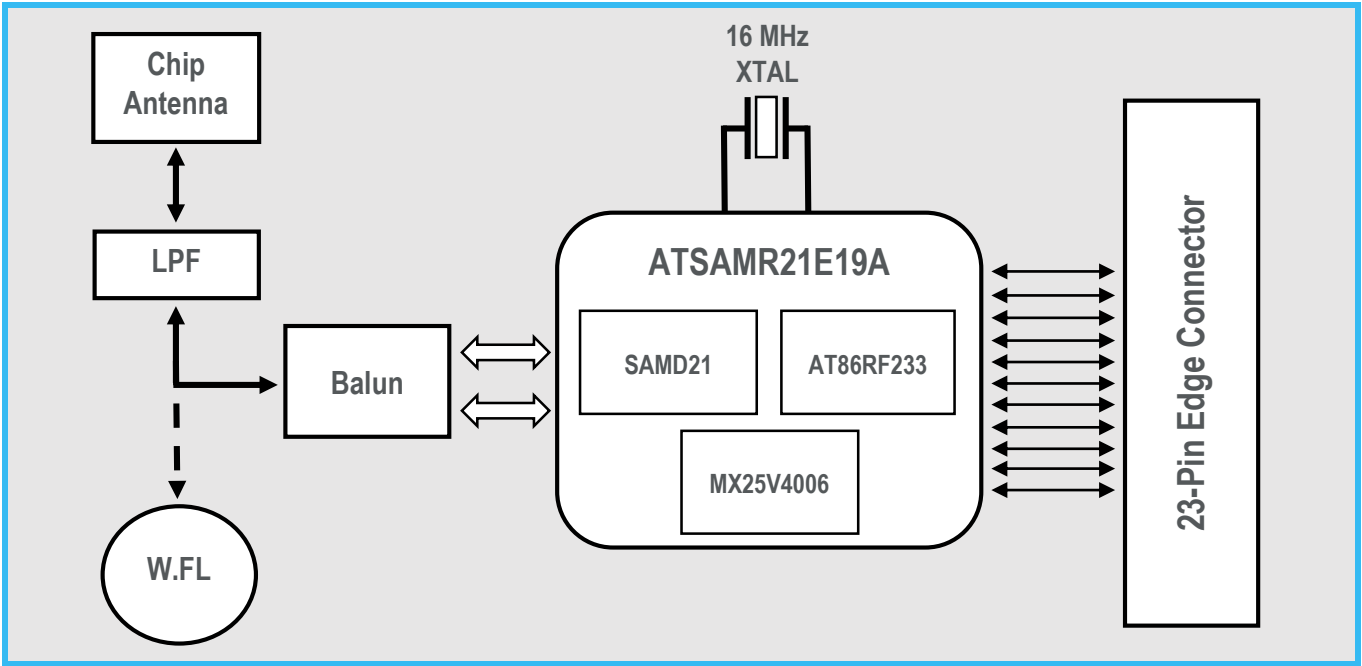 Chip
Antenna
LPF
Balun
W.FL
16 MHz
XTAL
ATSAMR21E19A
SAMD21
AT86RF233
MX25V4006
23-Pin Edge Connector